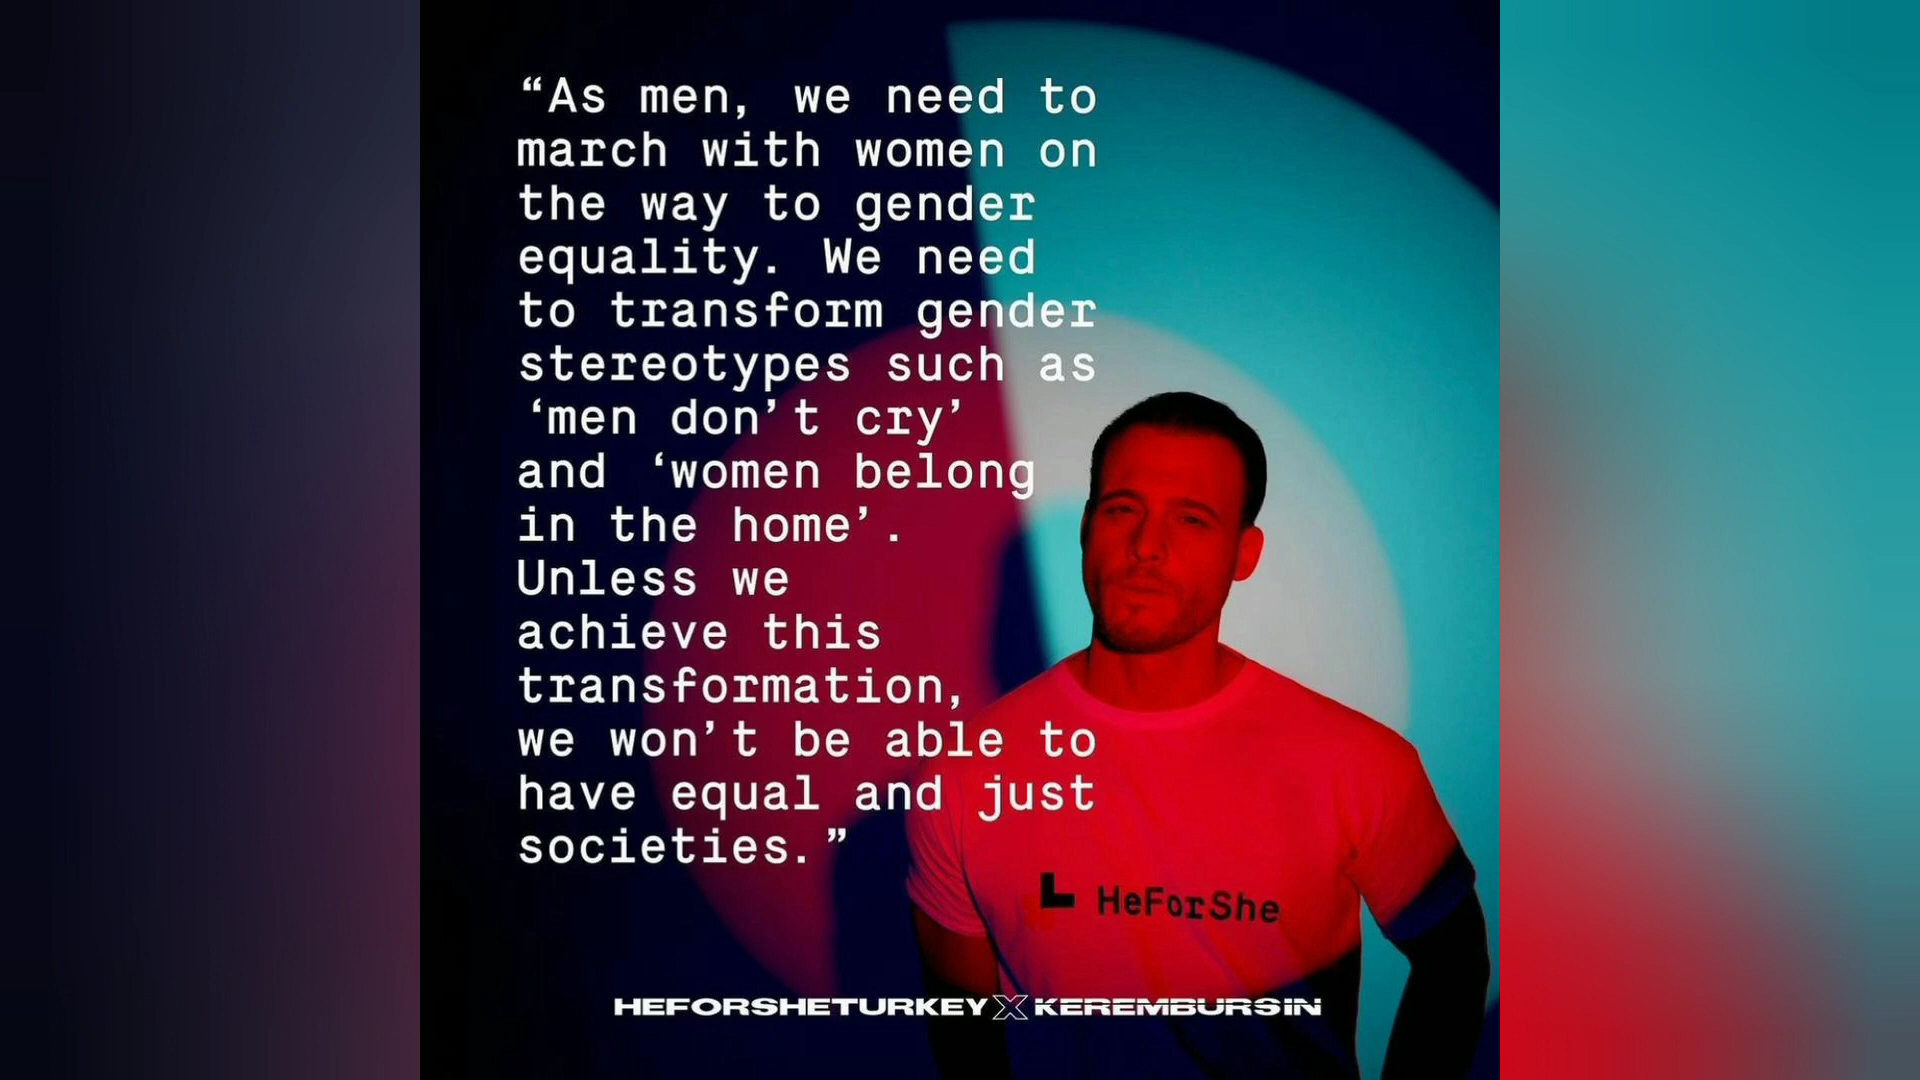 “As men, we need to
march with women on
the way to gender
equality. We need
to transform gender
stereotypes such as
‘men don’t cry’
and ‘women belong
in the home’.
Unless we
achieve this
transformation,
we won’t be able to
have equal and just
societies.”
HeForShe
HEFORSHETURKEY X KEREMBURSIN